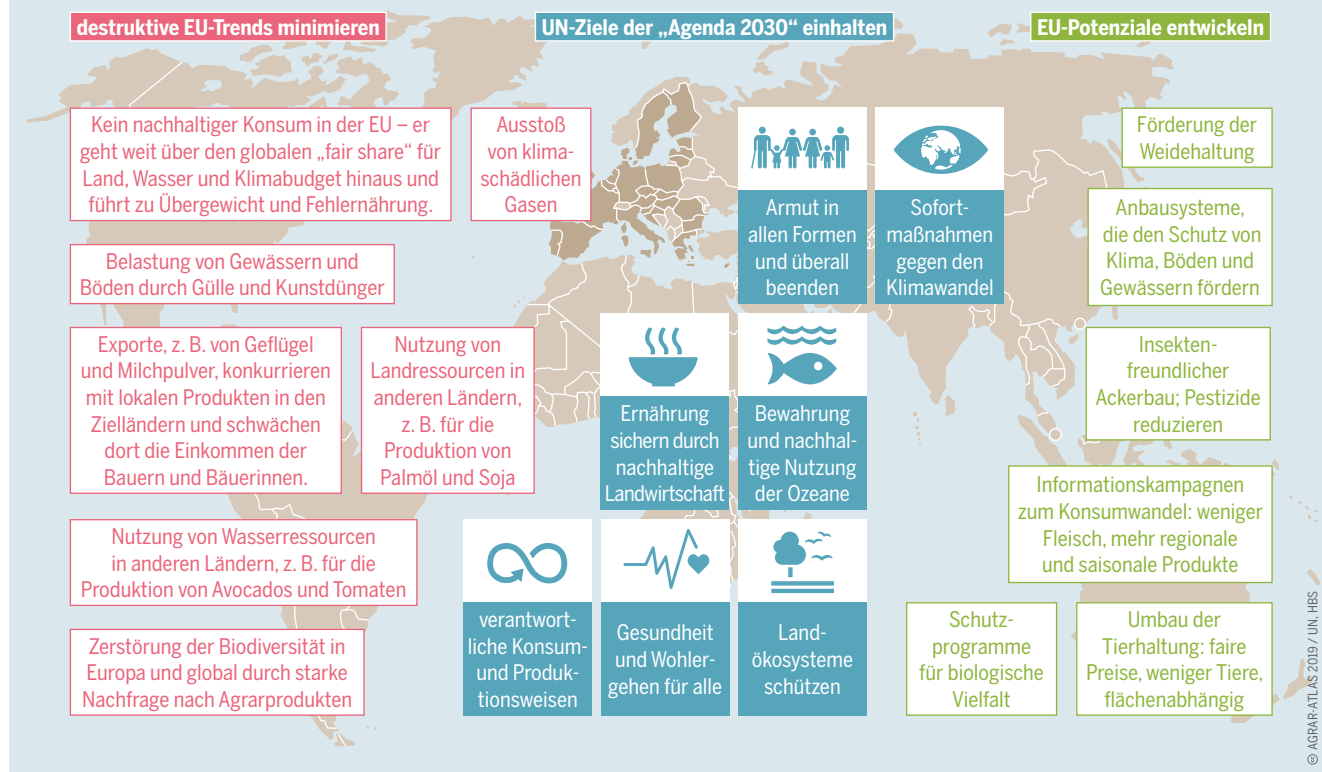 destruktive EU-Trends minimieren
UN-Ziele der „Agenda 2030“ einhalten
EU-Potenziale entwickeln
Kein nachhaltiger Konsum in der EU – er
geht weit über den globalen „fair share“ für
Land, Wasser und Klimabudget hinaus und
führt zu Übergewicht und Fehlernährung.
Ausstoß
von klima-
schädlichen
Gasen
Belastung von Gewässern und
Böden durch Gülle und Kunstdünger
Exporte, z. B. von Geflügel
und Milchpulver, konkurrieren
mit lokalen Produkten in den
Zielländern und schwächen
dort die Einkommen der
Bauern und Bäuerinnen.
Nutzung von
Landressourcen in
anderen Ländern,
z. B. für die
Produktion von
Palmöl und Soja
Nutzung von Wasserressourcen
in anderen Ländern, z. B. für die
Produktion von Avocados und Tomaten
Zerstörung der Biodiversität in
Europa und global durch starke
Nachfrage nach Agrarprodukten
Armut in
allen Formen
und überall
beenden
Sofort-
maßnahmen
gegen den
Klimawandel
Ernährung
sichern durch
nachhaltige
Landwirtschaft
Bewahrung
und nachhal-
tige Nutzung
der Ozeane
verantwort-
liche Konsum-
und Produk-
tionsweisen
Gesundheit
und Wohler-
gehen für alle
Land-
ökosysteme
schützen
Förderung der
Weidehaltung
Anbausysteme,
die den Schutz von
Klima, Böden und
Gewässern fördern
Insekten-
freundlicher
Ackerbau; Pestizide
reduzieren
Informationskampagnen
zum Konsumwandel: weniger
Fleisch, mehr regionale
und saisonale Produkte
Schutz-
programme
für biologische
Vielfalt
Umbau der
Tierhaltung: faire
Preise, weniger Tiere,
flächenabhängig
© AGRAR-ATLAS 2019 / UN, HBS